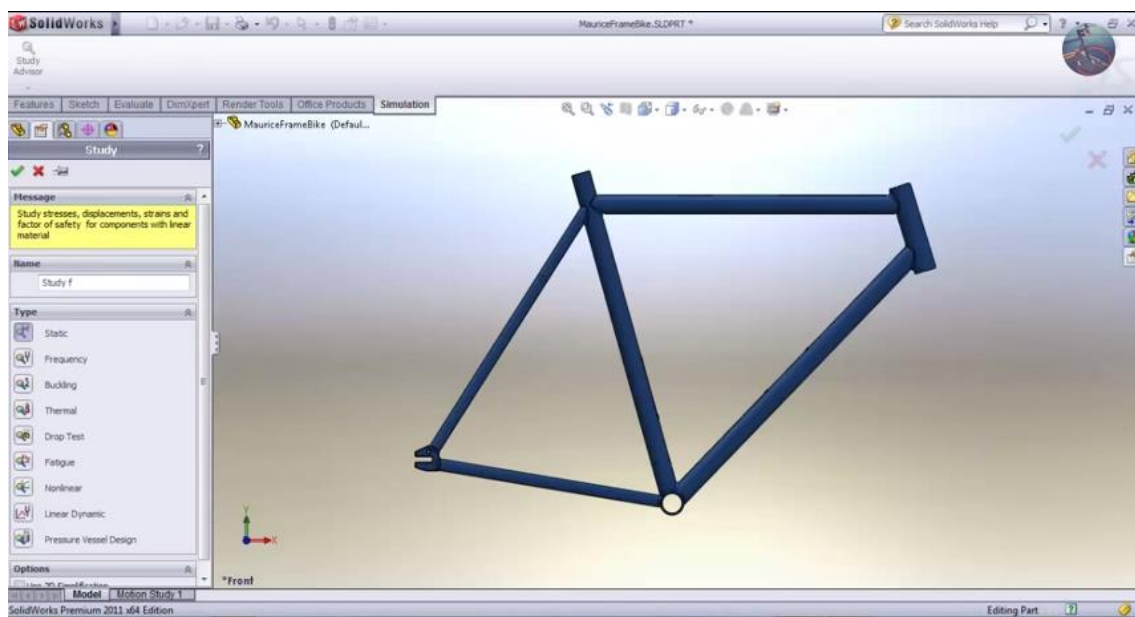 SolidWorks
MauriceFrameBike.SLDPRT *
Search SolidWorks Help
Study
Advisor
Features Sketch Evaluate DimXpert Render Tools Office Products Simulation
MauriceFrameBike (Defaul...
Study
?
Message
Study stresses, displacements, strains and
factor of safety for components with linear
material
Name
Study f
Type
Static
Frequency
Buckling
Thermal
Drop Test
Fatigue
Nonlinear
Linear Dynamic
Pressure Vessel Design
Options
Y
X
*Front
Model Motion Study 1
SolidWorks Premium 2011 x64 Edition
Editing Part